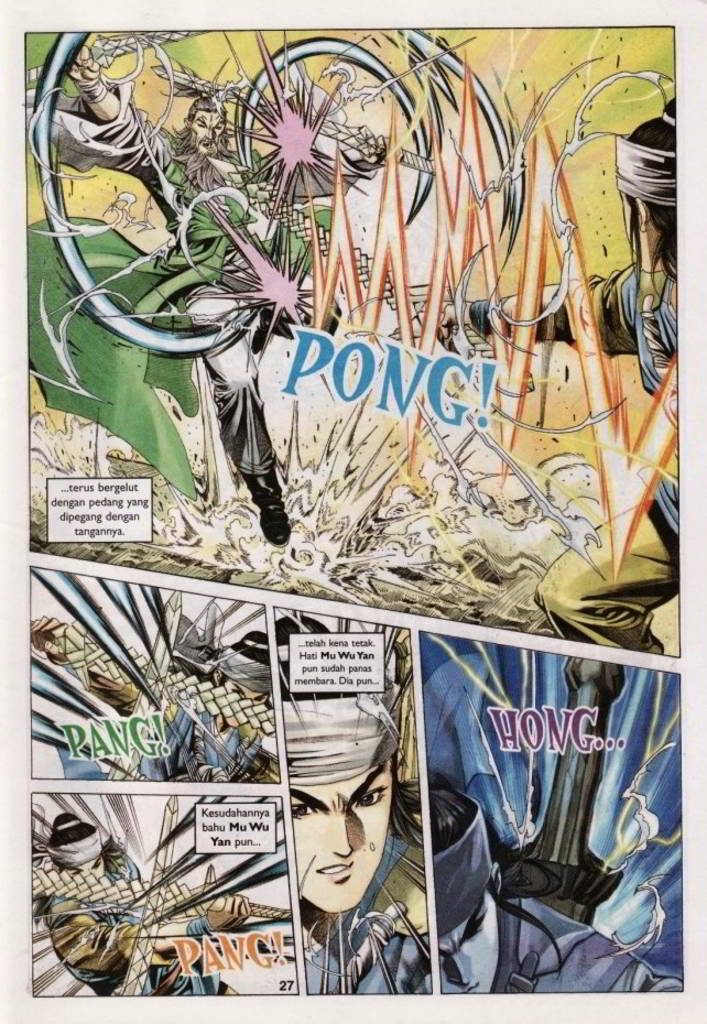 PONG!
...terus bergelut
dengan pedang yang
dipegang dengan
tangannya.
PANG!
...telah kena tetak.
Hati Mu Wu Yan
pun sudah panas
membara. Dia pun...
HONG...
Kesudahannya
bahu Mu Wu
Yan pun...
PANG!
27